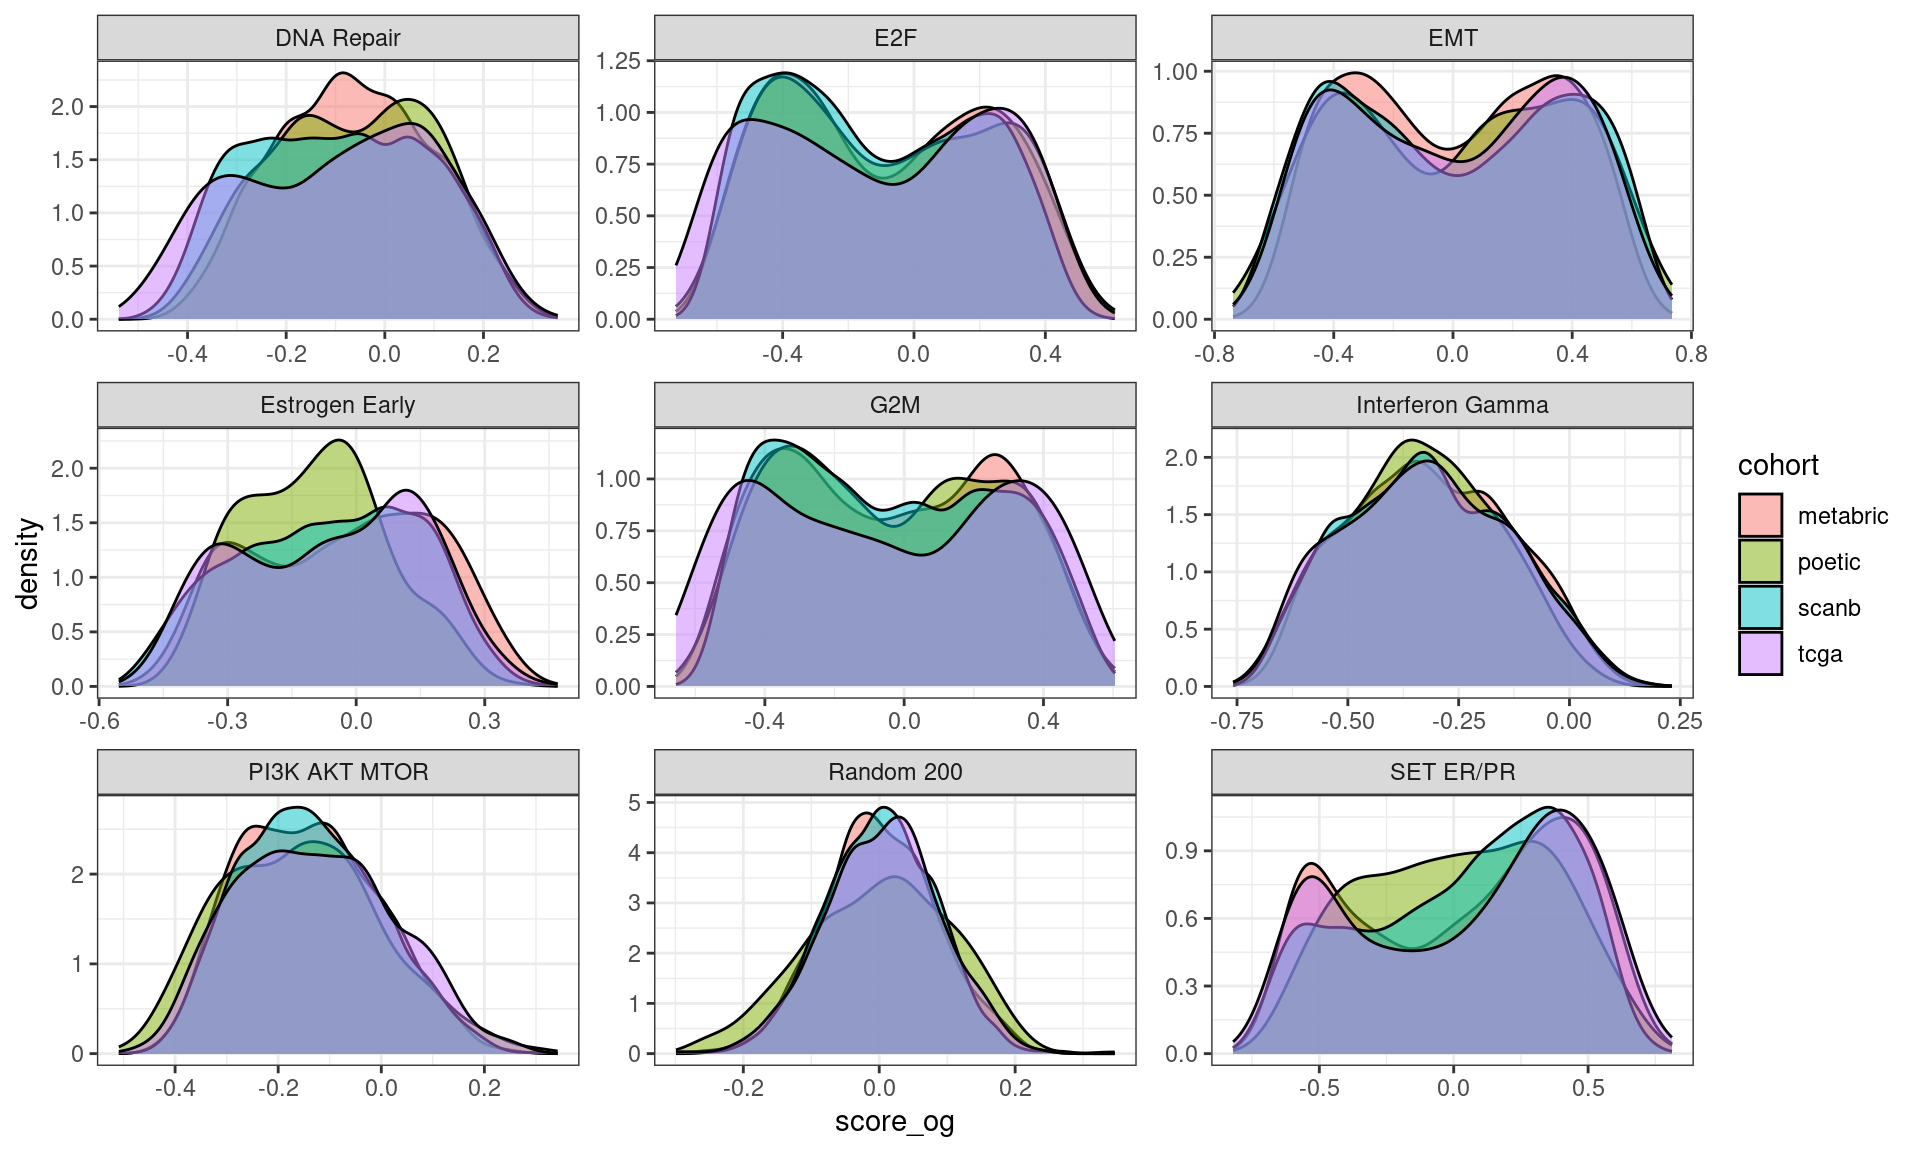 DNA Repair
E2F
EMT
0.0
0.5
1.0
1.5
2.0
-0.4 -0.2 0.0 0.2
0.00
0.25
0.50
0.75
1.00
1.25
-0.4 0.0 0.4
0.00
0.25
0.50
0.75
1.00
-0.8 -0.4 0.0 0.4 0.8
Estrogen Early
G2M
Interferon Gamma
0.0
0.5
1.0
1.5
2.0
-0.6 -0.3 0.0 0.3
0.00
0.25
0.50
0.75
1.00
-0.4 0.0 0.4
0.0
0.5
1.0
1.5
2.0
-0.75 -0.50 -0.25 0.00 0.25
PI3K AKT MTOR
Random 200
SET ER/PR
0
1
2
-0.4 -0.2 0.0 0.2
0
1
2
3
4
5
-0.2 0.0 0.2
0.0
0.3
0.6
0.9
-0.5 0.0 0.5
density
score_og
cohort
metabric
poetic
scanb
tcga